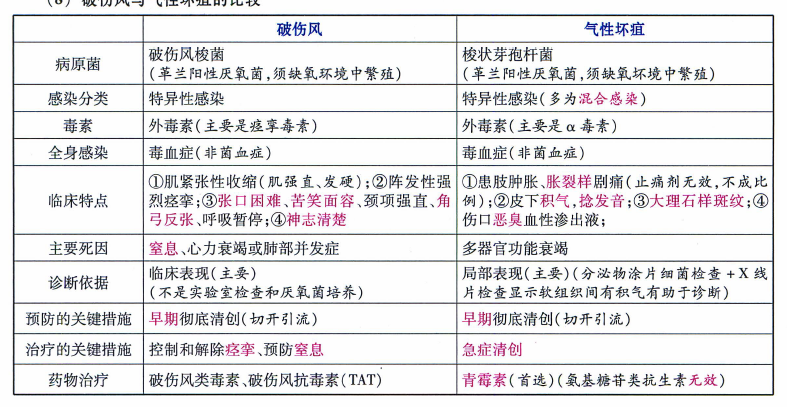 (8) 破伤风与气性坏疽的比较
破伤风 气性坏疽
病原菌 破伤风梭菌 梭状芽孢杆菌
(革兰阳性厌氧菌,须缺氧环境中繁殖) (革兰阳性厌氧菌,须缺氧坏境中繁殖)
感染分类 特异性感染 特异性感染(多为混合感染)
毒素 外毒素(主要是痉挛毒素) 外毒素(主要是α毒素)
全身感染 毒血症(非菌血症) 毒血症(非菌血症)
临床特点 ①肌紧张性收缩(肌强直、发硬);②阵发性强 ①患肢肿胀、胀裂样剧痛(止痛剂无效,不成比
烈痉挛;③张口困难、苦笑面容、颈项强直、角 例);②皮下积气,捻发音;③大理石样斑纹;④
弓反张、呼吸暂停;④神志清楚 伤口恶臭血性渗出液;
主要死因 窒息、心力衰竭或肺部并发症 多器官功能衰竭
诊断依据 临床表现(主要) 局部表现(主要)(分泌物涂片细菌检查+X线
(不是实验室检查和厌氧菌培养) 片检查显示软组织间有积气有助于诊断)
预防的关键措施 早期彻底清创(切开引流) 早期彻底清创(切开引流)
治疗的关键措施 控制和解除痉挛、预防窒息 急症清创
药物治疗 破伤风类毒素、破伤风抗毒素(TAT) 青霉素(首选)(氨基糖苷类抗生素无效)